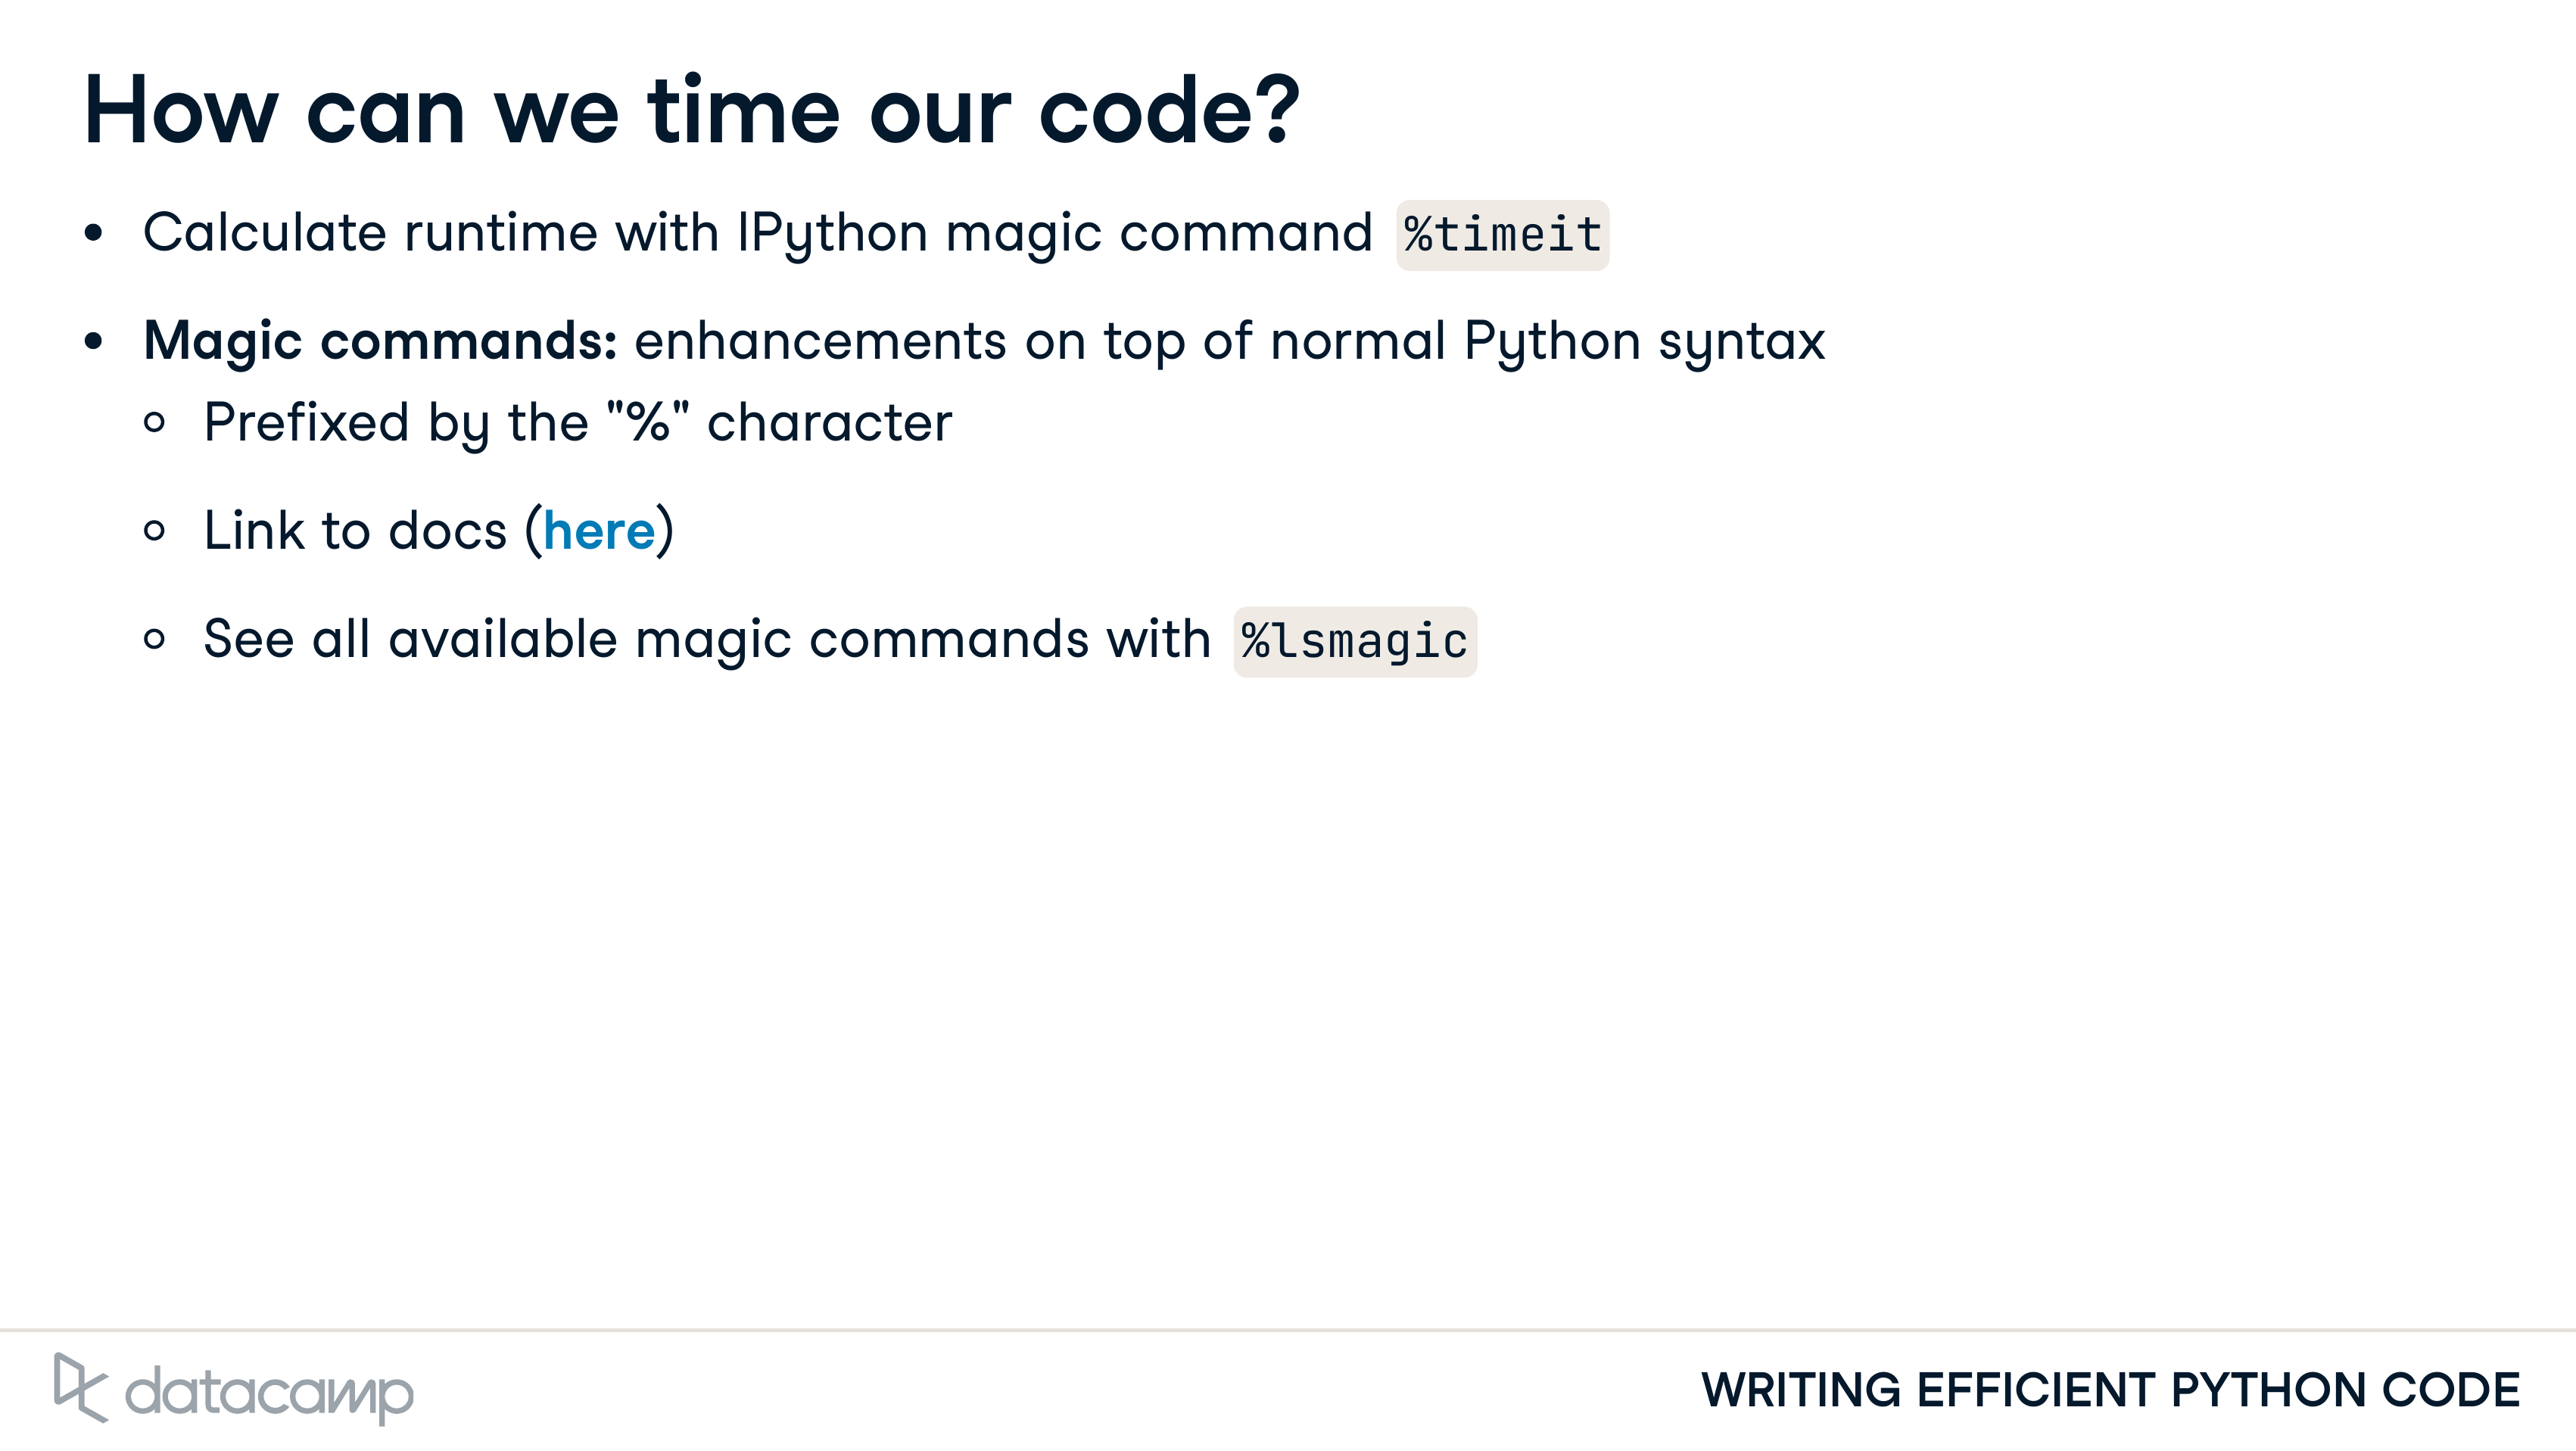 How can we time our code?
• Calculate runtime with IPython magic command %timeit
• Magic commands: enhancements on top of normal Python syntax
○ Prefixed by the "%" character
○ Link to docs (here)
○ See all available magic commands with %lsmagic
datacamp
WRITING EFFICIENT PYTHON CODE